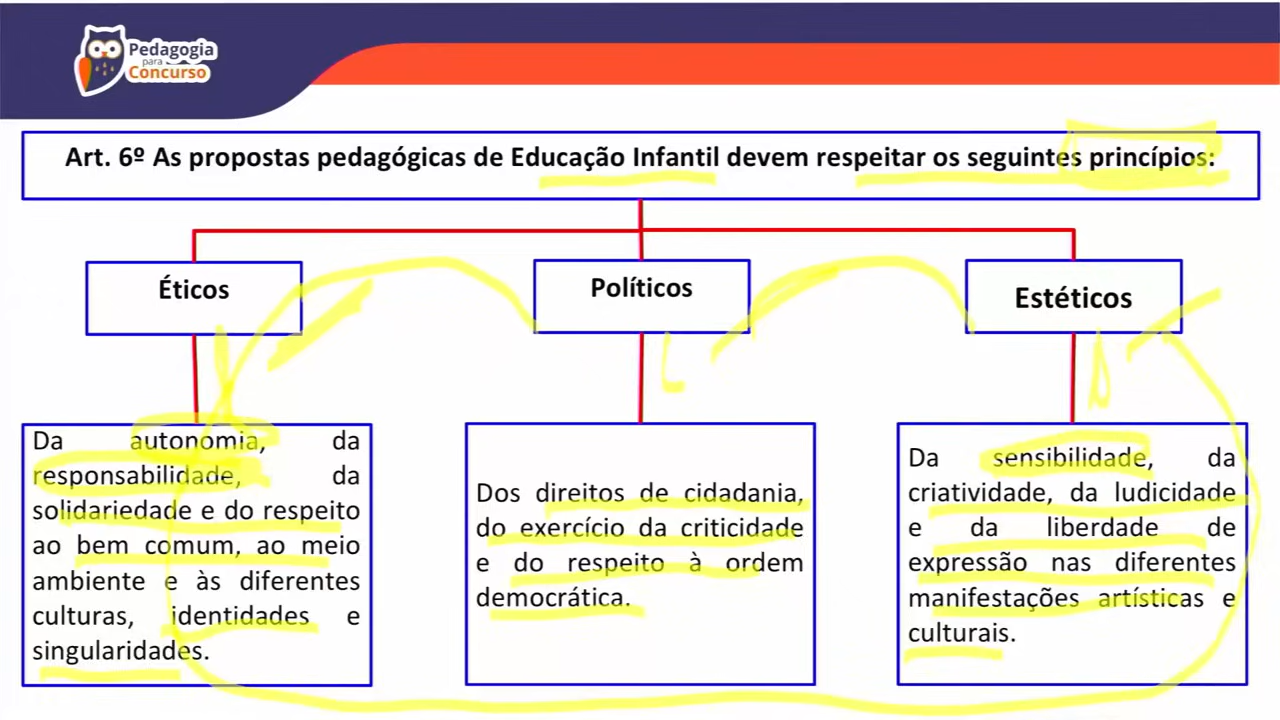 Pedagogia
para
Concurso
Art. 6º As propostas pedagógicas de Educação Infantil devem respeitar os seguintes princípios:
Éticos
Políticos
Estéticos
Da autonomia, da
responsabilidade, da
solidariedade e do respeito
ao bem comum, ao meio
ambiente e às diferentes
culturas, identidades e
singularidades.
Dos direitos de cidadania,
do exercício da criticidade
e do respeito à ordem
democrática.
Da sensibilidade, da
criatividade, da ludicidade
e da liberdade de
expressão nas diferentes
manifestações artísticas e
culturais.